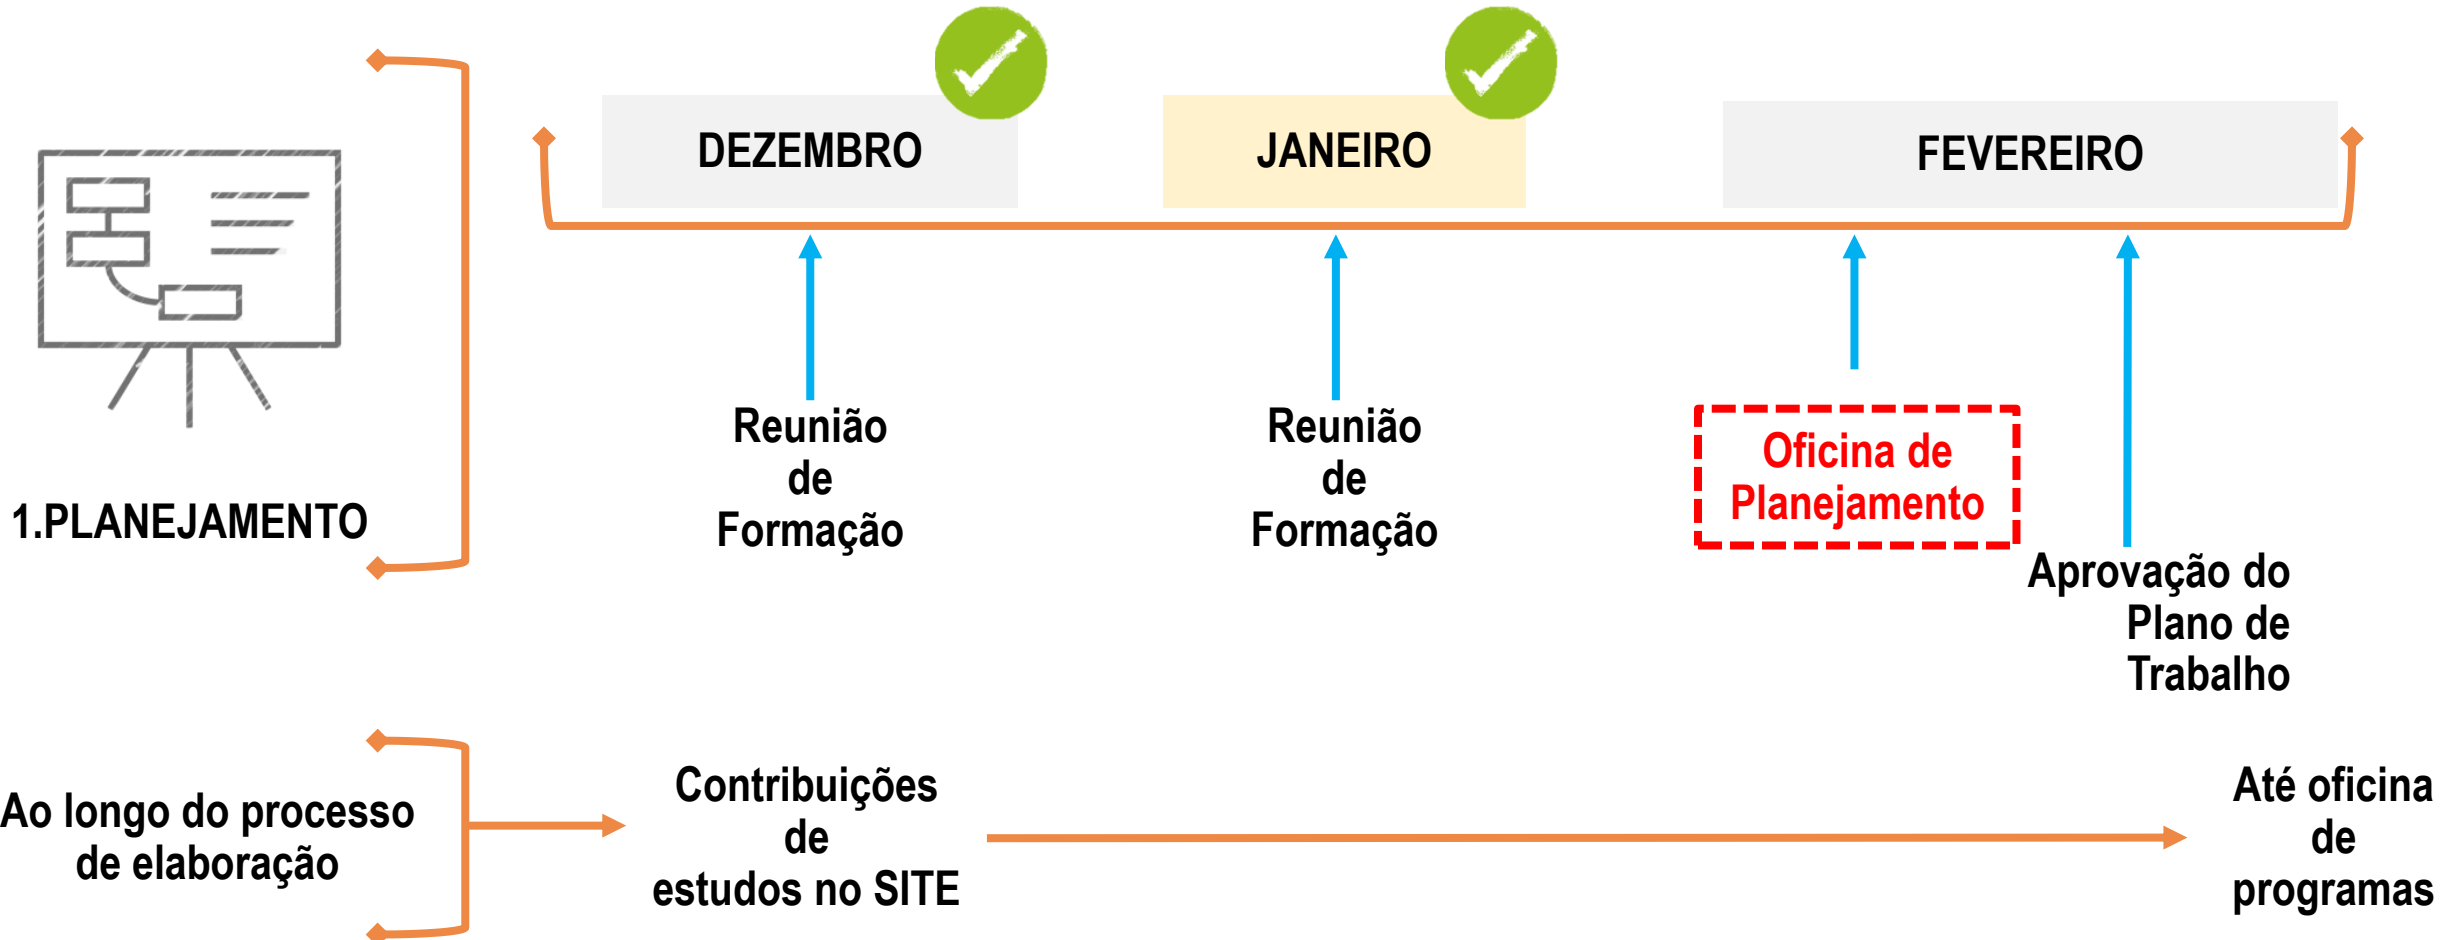 DEZEMBRO
JANEIRO
FEVEREIRO
1.PLANEJAMENTO
Reunião
de
Formação
Reunião
de
Formação
Oficina de
Planejamento
Aprovação do
Plano de
Trabalho
Ao longo do processo
de elaboração
Contribuições
de
estudos no SITE
Até oficina
de
programas